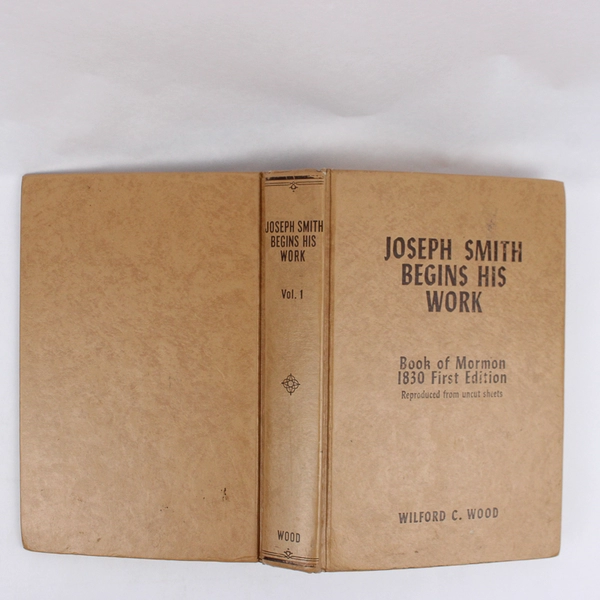 JOSEPH SMITH
BEGINS HIS
WORK
Vol. 1
WOOD
JOSEPH SMITH
BEGINS HIS
WORK
Book of Mormon
1830 First Edition
Reproduced from uncut sheets
WILFORD C. WOOD